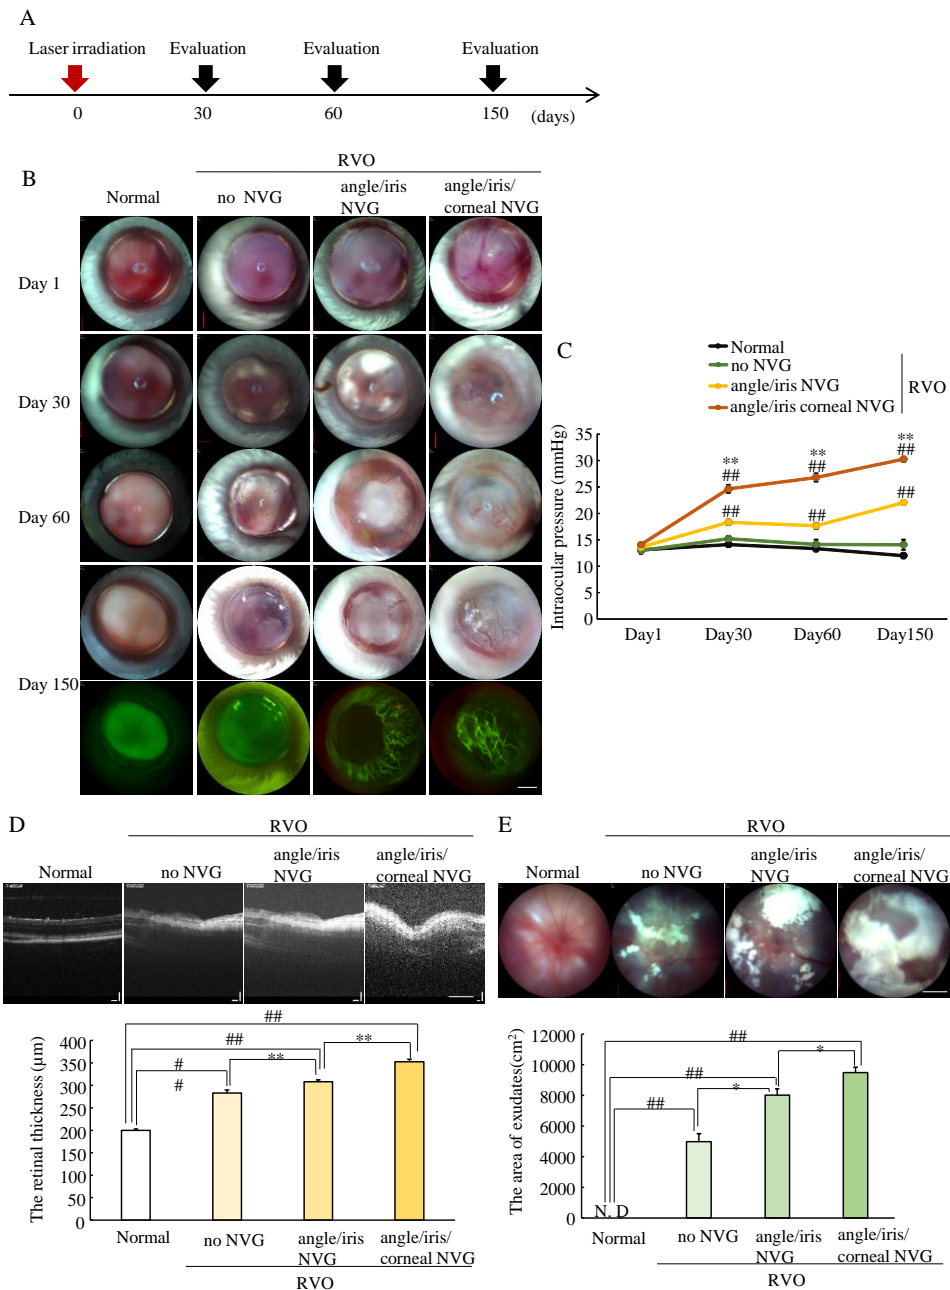 A
Laser irradiation Evaluation Evaluation Evaluation
0 30 60 150 (days)
B
RVO
Normal no NVG angle/iris NVG angle/iris/ corneal NVG
Day 1
Day 30
Day 60
Day 150
C
Normal
no NVG
angle/iris NVG
angle/iris corneal NVG
RVO
Intraocular pressure (mmHg)
35
30
25
20
15
10
5
0
** ** **
## ## ##
## ## ##
Day1 Day30 Day60 Day150
D
RVO
Normal no NVG angle/iris NVG angle/iris/ corneal NVG
The retinal thickness (μm)
400
350
300
250
200
150
100
50
0
##
##
#
#
** **
Normal no NVG angle/iris NVG angle/iris/ corneal NVG
RVO
E
RVO
Normal no NVG angle/iris NVG angle/iris/ corneal NVG
The area of exudates(cm²)
12000
10000
8000
6000
4000
2000
0
##
##
##
* *
N. D
Normal no NVG angle/iris NVG angle/iris/ corneal NVG
RVO